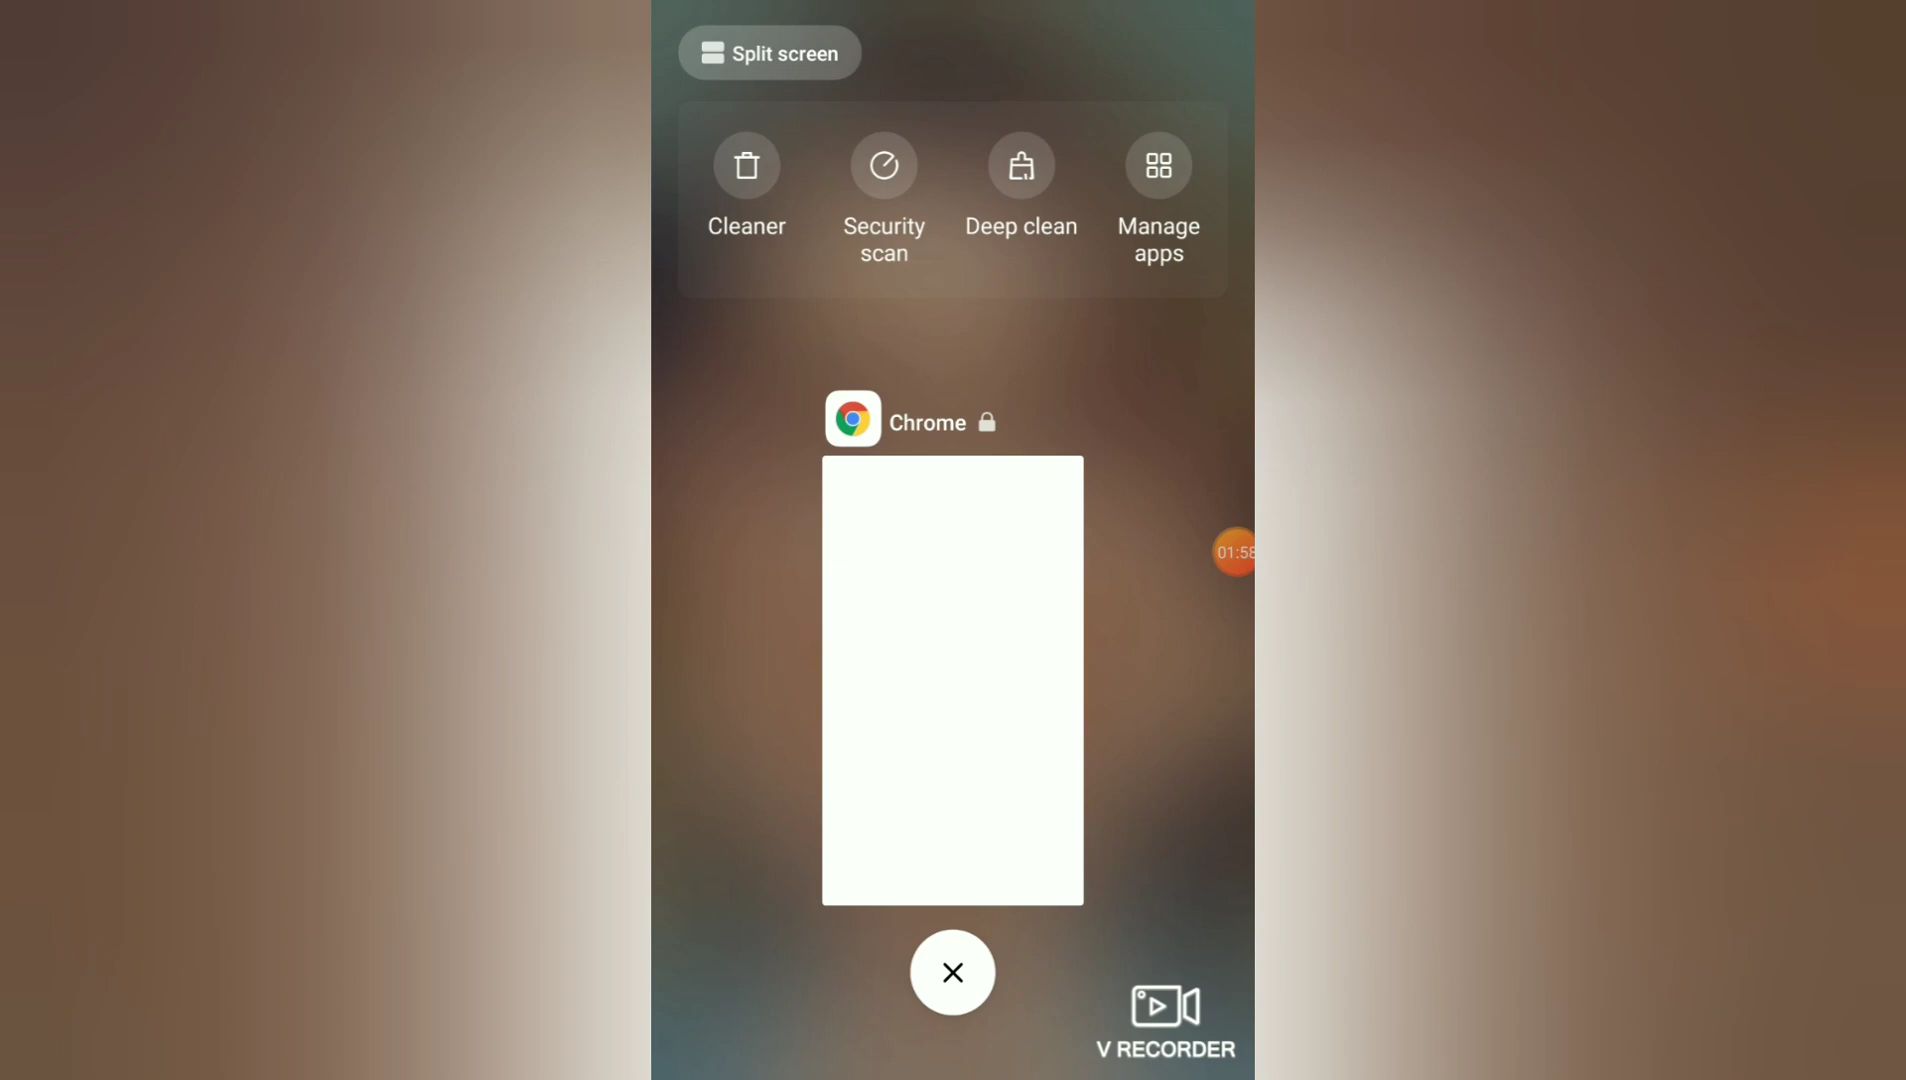 Split screen
Cleaner
Security
scan
Deep clean
Manage
apps
Chrome
01:58
V RECORDER